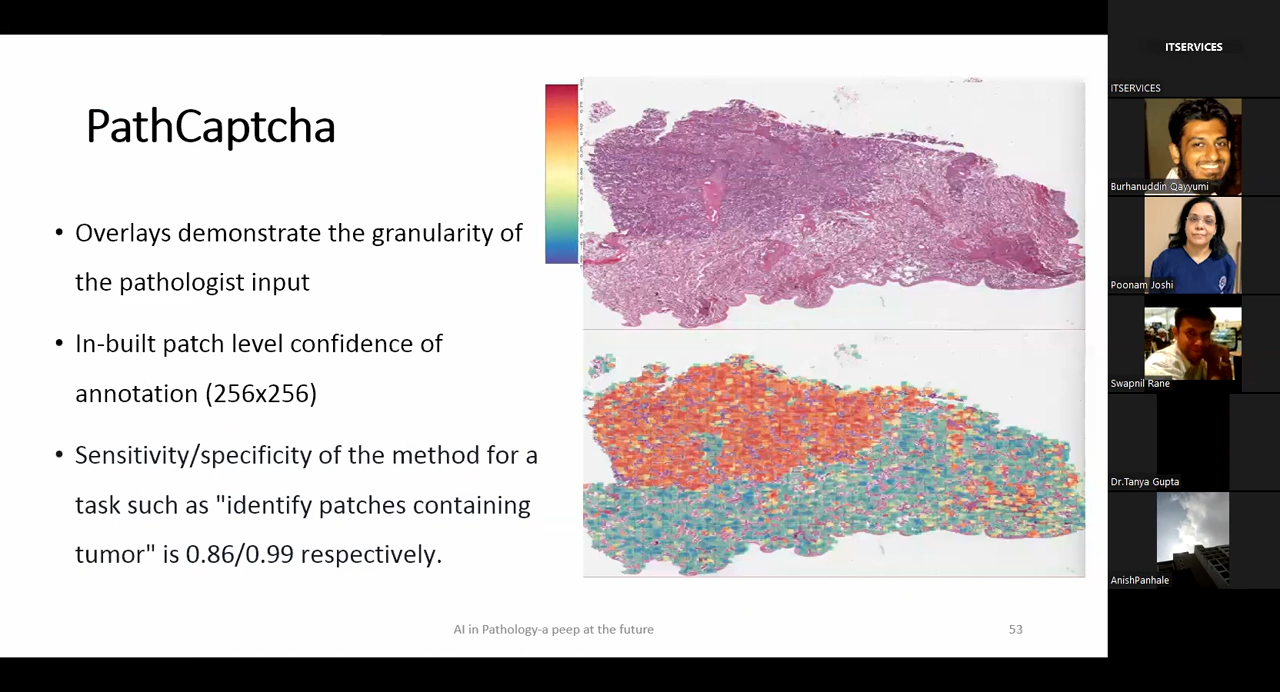 PathCaptcha
• Overlays demonstrate the granularity of
the pathologist input
• In-built patch level confidence of
annotation (256x256)
• Sensitivity/specificity of the method for a
task such as "identify patches containing
tumor" is 0.86/0.99 respectively.
AI in Pathology-a peep at the future
53
ITSERVICES
ITSERVICES
Burhanuddin Qayyumi
Poonam Joshi
Swapnil Rane
Dr.Tanya Gupta
AnishPanhale